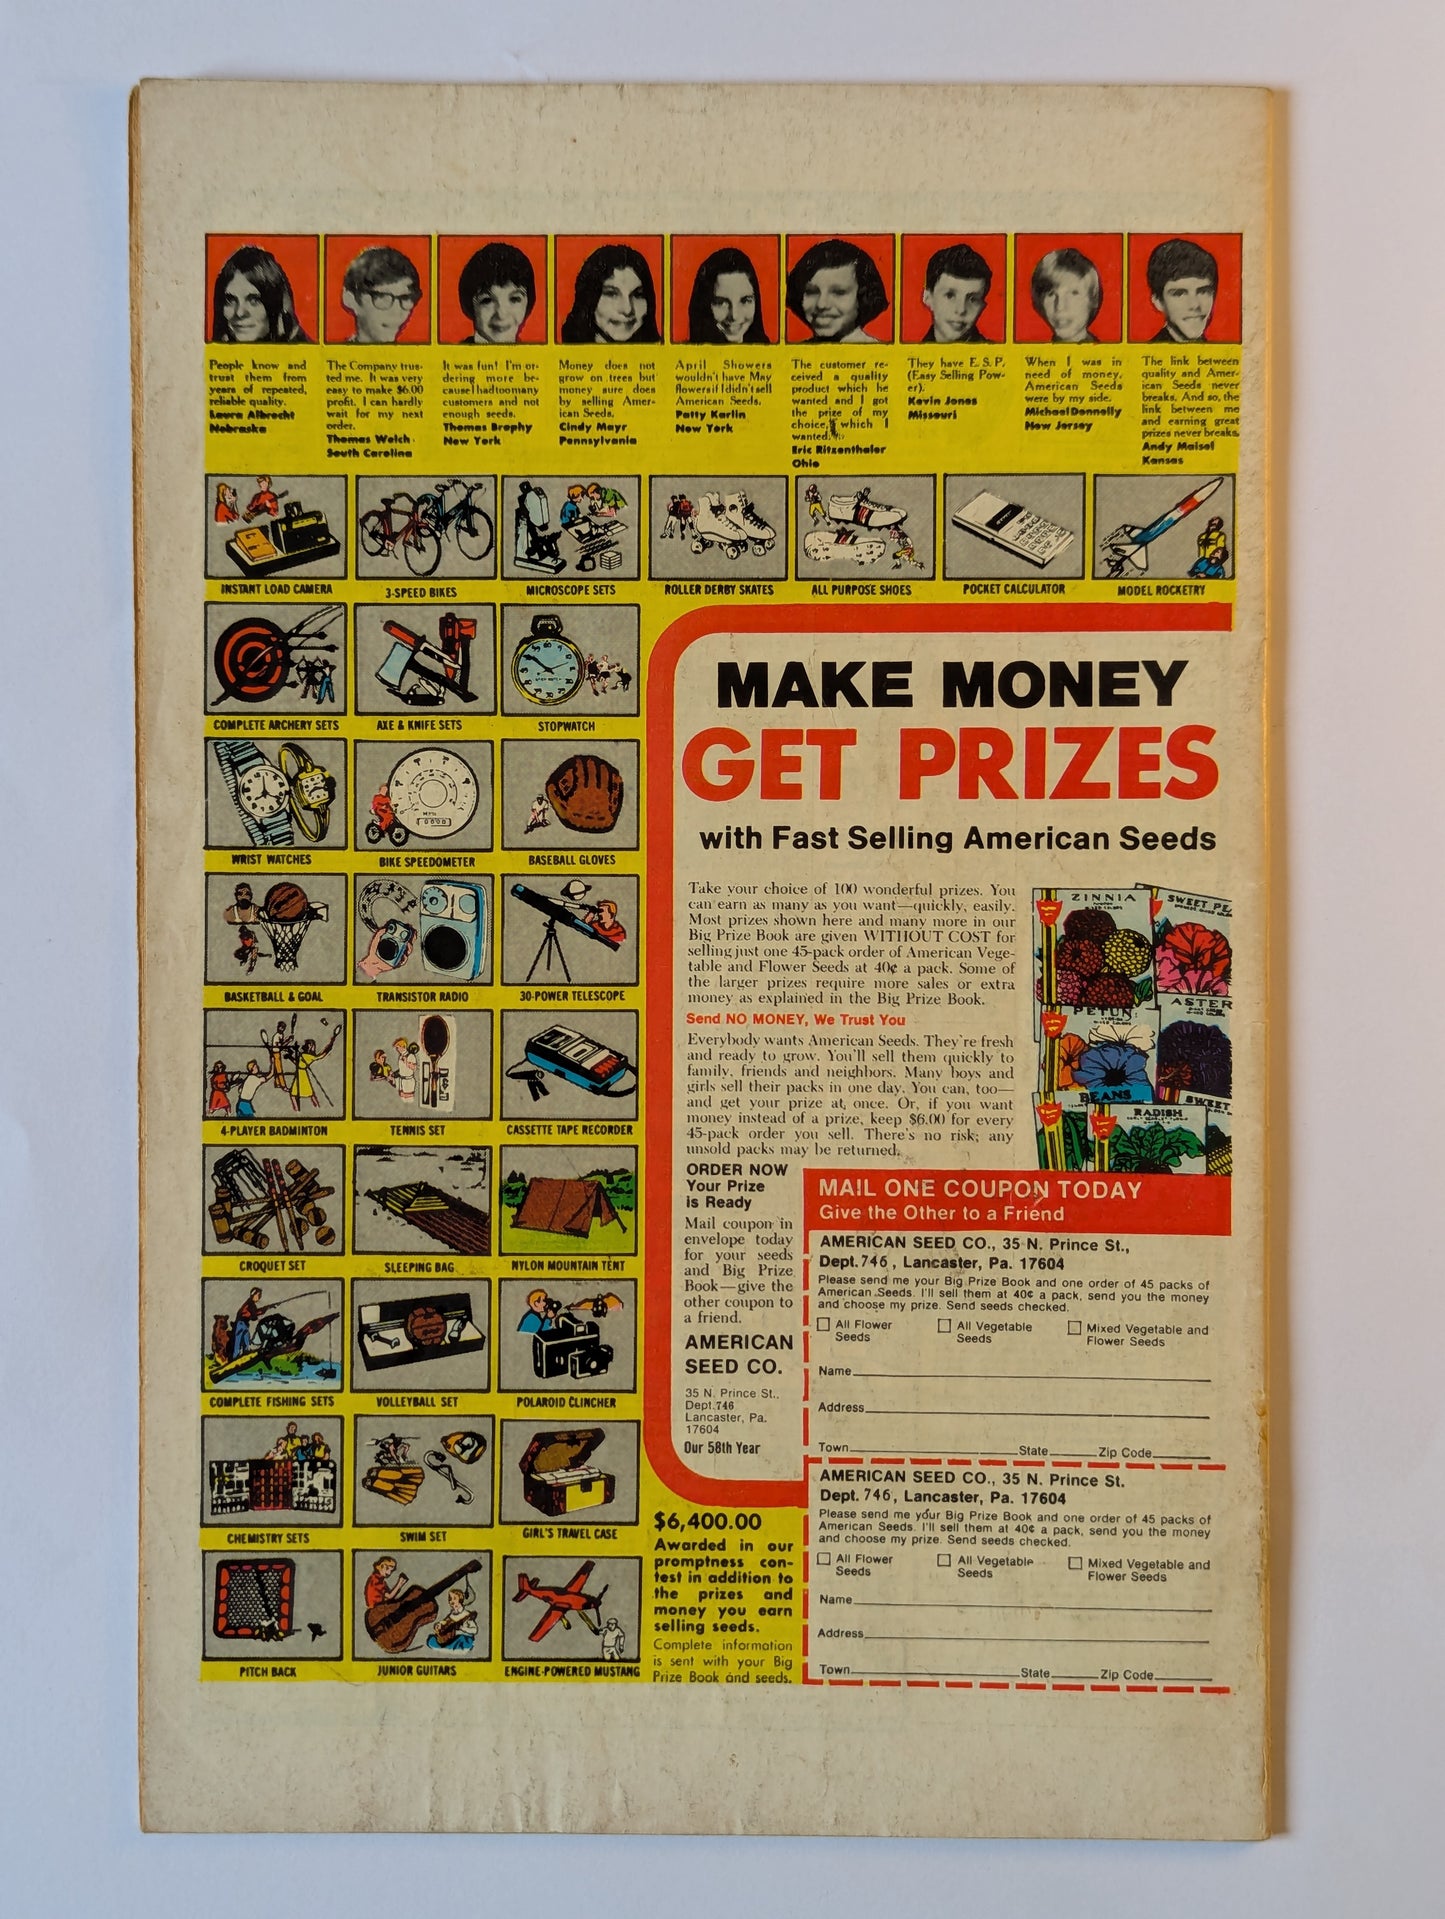 People know and
trust them from
years of repeated,
reliable quality.
Laura Albrecht
Nebraska
The Company trus-
ted me. It was very
easy to make $6.00
profit. I can hardly
wait for my next
order.
Thomas Welch
South Carolina
It was fun! I'm or-
dering more be-
cause I had too many
customers and not
enough seeds.
Thomas Brophy
New York
Money does not
grow on trees but
money sure does
by selling Amer-
ican Seeds.
Cindy Mayr
Pennsylvania
April Showers
wouldn't have May
flowers if I didn't sell
American Seeds.
Patty Karlin
New York
The customer re-
ceived a quality
product which he
wanted and I got
the prize of my
choice, which I
wanted.
Eric Ritzenthaler
Ohio
They have E. S. P.
(Easy Selling Pow-
er).
Kevin Jones
Missouri
When I was in
need of money,
American Seeds
were by my side.
Michael Donnelly
New Jersey
The link between
quality and Amer-
ican Seeds never
breaks. And so, the
link between me
and earning great
prizes never breaks.
Andy Maisel
Kansas
INSTANT LOAD CAMERA
3-SPEED BIKES
MICROSCOPE SETS
ROLLER DERBY SKATES
ALL PURPOSE SHOES
POCKET CALCULATOR
MODEL ROCKETRY
COMPLETE ARCHERY SETS
AXE & KNIFE SETS
STOPWATCH
WRIST WATCHES
BIKE SPEEDOMETER
BASEBALL GLOVES
BASKETBALL & GOAL
TRANSISTOR RADIO
30-POWER TELESCOPE
4-PLAYER BADMINTON
TENNIS SET
CASSETTE TAPE RECORDER
CROQUET SET
SLEEPING BAG
NYLON MOUNTAIN TENT
COMPLETE FISHING SETS
VOLLEYBALL SET
POLAROID CLINCHER
CHEMISTRY SETS
SWIM SET
GIRL'S TRAVEL CASE
PITCH BACK
JUNIOR GUITARS
ENGINE-POWERED MUSTANG
MAKE MONEY
GET PRIZES
with Fast Selling American Seeds
Take your choice of 100 wonderful prizes. You
can earn as many as you want—quickly, easily.
Most prizes shown here and many more in our
Big Prize Book are given WITHOUT COST for
selling just one 45-pack order of American Vege-
table and Flower Seeds at 40¢ a pack. Some of
the larger prizes require more sales or extra
money as explained in the Big Prize Book.
Send NO MONEY, We Trust You
Everybody wants American Seeds. They're fresh
and ready to grow. You'll sell them quickly to
family, friends and neighbors. Many boys and
girls sell their packs in one day. You can, too—
and get your prize at once. Or, if you want
money instead of a prize, keep $6.00 for every
45-pack order you sell. There's no risk; any
unsold packs may be returned.
ZINNIA
SWEET PE
ASTER
PETUN
BEANS
RADISH
SWEET
ORDER NOW
Your Prize
is Ready
Mail coupon in
envelope today
for your seeds
and Big Prize
Book—give the
other coupon to
a friend.
AMERICAN
SEED CO.
35 N. Prince St.,
Dept. 746
Lancaster, Pa.
17604
Our 58th Year
$6,400.00
Awarded in our
promptness con-
test in addition to
the prizes and
money you earn
selling seeds.
Complete information
is sent with your Big
Prize Book and seeds.
MAIL ONE COUPON TODAY
Give the Other to a Friend
AMERICAN SEED CO., 35 N. Prince St.,
Dept. 746, Lancaster, Pa. 17604
Please send me your Big Prize Book and one order of 45 packs of
American Seeds. I'll sell them at 40¢ a pack, send you the money
and choose my prize. Send seeds checked.
All Flower Seeds
All Vegetable Seeds
Mixed Vegetable and Flower Seeds
Name
Address
Town State Zip Code
AMERICAN SEED CO., 35 N. Prince St.
Dept. 746, Lancaster, Pa. 17604
Please send me your Big Prize Book and one order of 45 packs of
American Seeds. I'll sell them at 40¢ a pack, send you the money
and choose my prize. Send seeds checked.
All Flower Seeds
All Vegetable Seeds
Mixed Vegetable and Flower Seeds
Name
Address
Town State Zip Code